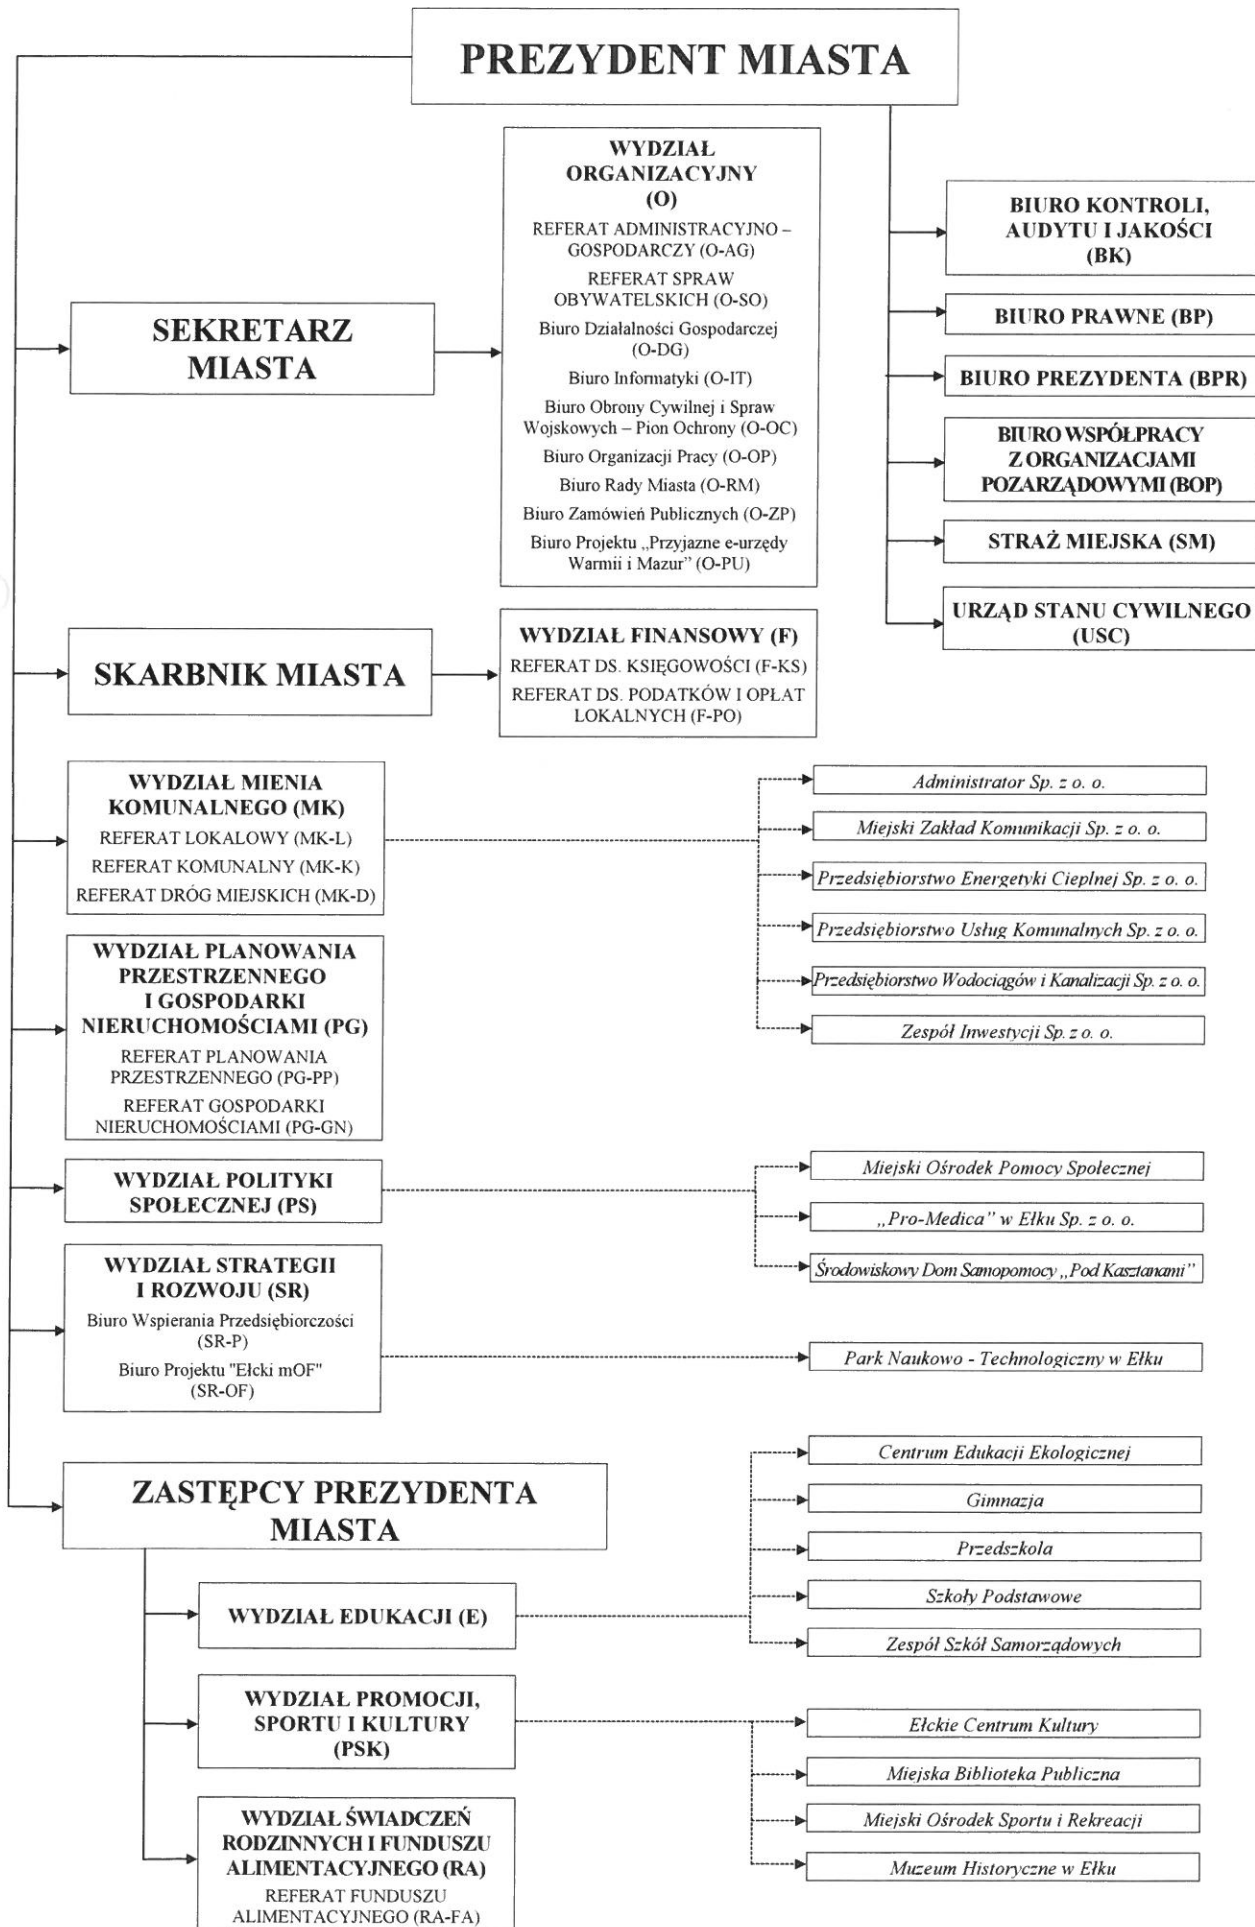 PREZYDENT MIASTA
WYDZIAŁ
ORGANIZACYJNY
(O)
REFERAT ADMINISTRACYJNO –
GOSPODARCZY (O-AG)
REFERAT SPRAW
OBYWATELSKICH (O-SO)
Biuro Działalności Gospodarczej
(O-DG)
Biuro Informatyki (O-IT)
Biuro Obrony Cywilnej i Spraw
Wojskowych – Pion Ochrony (O-OC)
Biuro Organizacji Pracy (O-OP)
Biuro Rady Miasta (O-RM)
Biuro Zamówień Publicznych (O-ZP)
Biuro Projektu „Przyjazne e-urzędy
Warmii i Mazur” (O-PU)
BIURO KONTROLI,
AUDYTU I JAKOŚCI
(BK)
BIURO PRAWNE (BP)
BIURO PREZYDENTA (BPR)
BIURO WSPÓŁPRACY
Z ORGANIZACJAMI
POZARZĄDOWYMI (BOP)
STRAŻ MIEJSKA (SM)
URZĄD STANU CYWILNEGO
(USC)
SEKRETARZ
MIASTA
SKARBNIK MIASTA
WYDZIAŁ FINANSOWY (F)
REFERAT DS. KSIĘGOWOŚCI (F-KS)
REFERAT DS. PODATKÓW I OPŁAT
LOKALNYCH (F-PO)
WYDZIAŁ MIENIA
KOMUNALNEGO (MK)
REFERAT LOKALOWY (MK-L)
REFERAT KOMUNALNY (MK-K)
REFERAT DRÓG MIEJSKICH (MK-D)
Administrator Sp. z o. o.
Miejski Zakład Komunikacji Sp. z o. o.
Przedsiębiorstwo Energetyki Cieplnej Sp. z o. o.
Przedsiębiorstwo Usług Komunalnych Sp. z o. o.
Przedsiębiorstwo Wodociągów i Kanalizacji Sp. z o. o.
Zespół Inwestycji Sp. z o. o.
WYDZIAŁ PLANOWANIA
PRZESTRZENNEGO
I GOSPODARKI
NIERUCHOMOŚCIAMI (PG)
REFERAT PLANOWANIA
PRZESTRZENNEGO (PG-PP)
REFERAT GOSPODARKI
NIERUCHOMOŚCIAMI (PG-GN)
WYDZIAŁ POLITYKI
SPOŁECZNEJ (PS)
Miejski Ośrodek Pomocy Społecznej
„Pro-Medica” w Ełku Sp. z o. o.
Środowiskowy Dom Samopomocy „Pod Kasztanami”
WYDZIAŁ STRATEGII
I ROZWOJU (SR)
Biuro Wspierania Przedsiębiorczości
(SR-P)
Biuro Projektu "Ełcki mOF"
(SR-OF)
Park Naukowo - Technologiczny w Ełku
ZASTĘPCY PREZYDENTA
MIASTA
WYDZIAŁ EDUKACJI (E)
Centrum Edukacji Ekologicznej
Gimnazja
Przedszkola
Szkoły Podstawowe
Zespół Szkół Samorządowych
WYDZIAŁ PROMOCJI,
SPORTU I KULTURY
(PSK)
Ełckie Centrum Kultury
Miejska Biblioteka Publiczna
Miejski Ośrodek Sportu i Rekreacji
Muzeum Historyczne w Ełku
WYDZIAŁ ŚWIADCZEŃ
RODZINNYCH I FUNDUSZU
ALIMENTACYJNEGO (RA)
REFERAT FUNDUSZU
ALIMENTACYJNEGO (RA-FA)